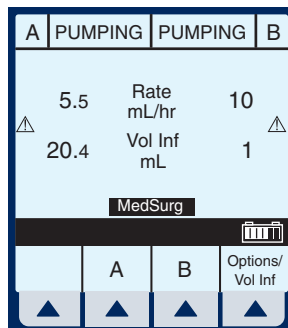 A PUMPING PUMPING B
5.5 Rate mL/hr 10
20.4 Vol Inf mL 1
MedSurg
A B Options/ Vol Inf